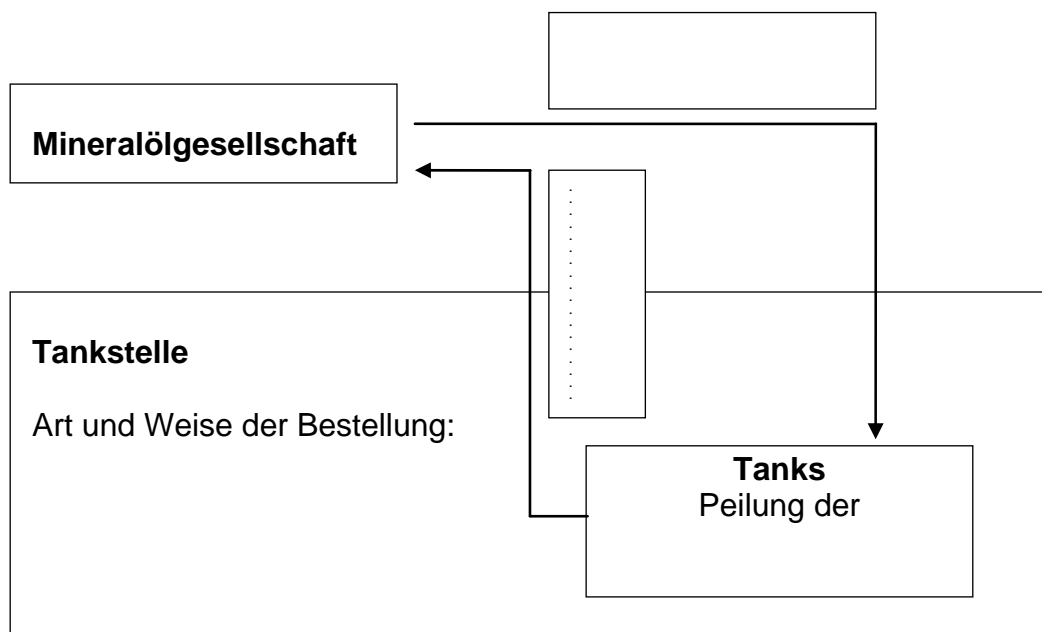 Mineralölgesellschaft
Tankstelle
Art und Weise der Bestellung:
Tanks
Peilung der